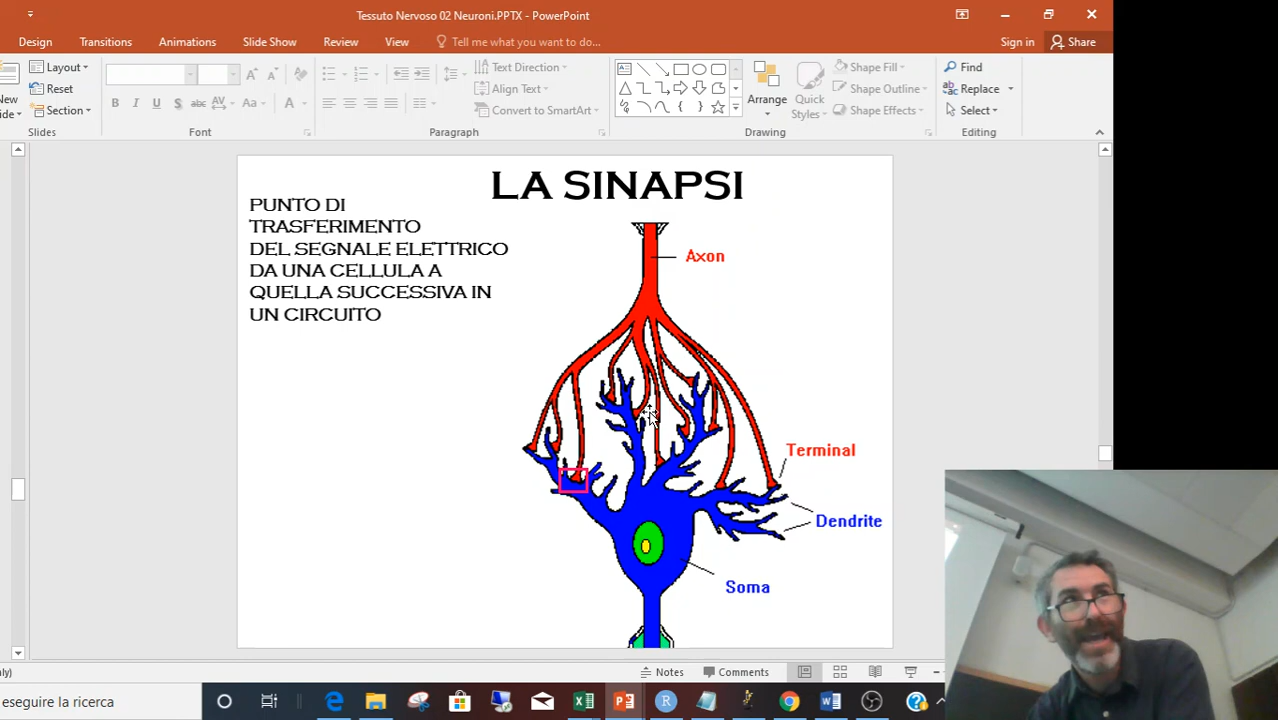 Tessuto Nervoso 02 Neuroni.PPTX - PowerPoint
Design Transitions Animations Slide Show Review View Tell me what you want to do... Sign in Share
Layout
Reset
Section
Slides
B I U S abc AV Aa A
Font
Text Direction
Align Text
Convert to SmartArt
Paragraph
Arrange
Quick
Styles
Shape Fill
Shape Outline
Shape Effects
Drawing
Find
Replace
Select
Editing
LA SINAPSI
PUNTO DI
TRASFERIMENTO
DEL SEGNALE ELETTRICO
DA UNA CELLULA A
QUELLA SUCCESSIVA IN
UN CIRCUITO
Axon
Terminal
Dendrite
Soma
Notes Comments
eseguire la ricerca